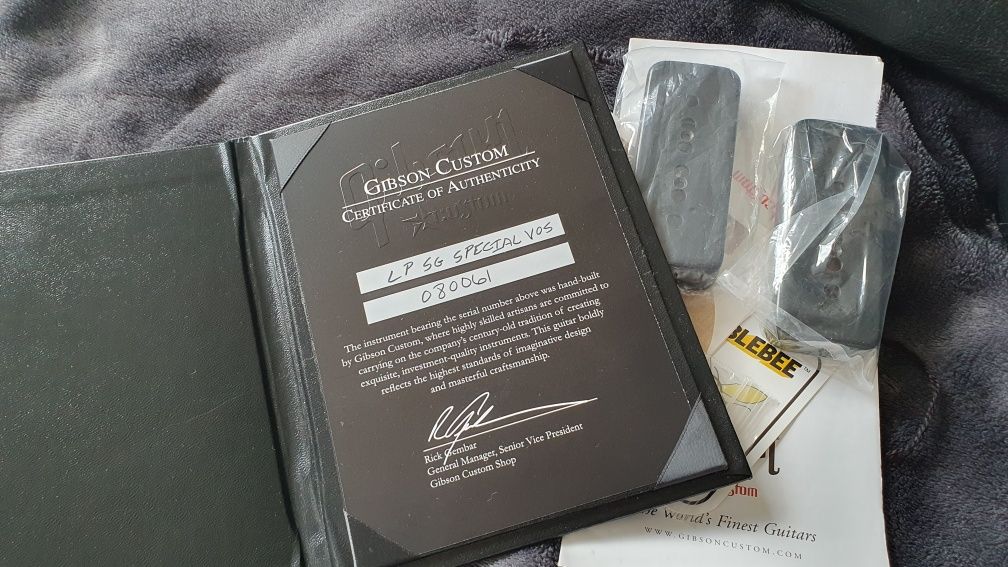 Gibson
GIBSON CUSTOM
CERTIFICATE OF AUTHENTICITY
Custom
LP SG SPECIAL VOS
080061
The instrument bearing the serial number above was hand-built
by Gibson Custom, where highly skilled artisans are committed to
carrying on the company's century-old tradition of creating
exquisite, investment-quality instruments. This guitar boldly
reflects the highest standards of imaginative design
and masterful craftsmanship.
Rick Gembar
General Manager, Senior Vice President
Gibson Custom Shop
BLEBEE™
World's Finest Guitars
WWW.GIBSONCUSTOM.COM